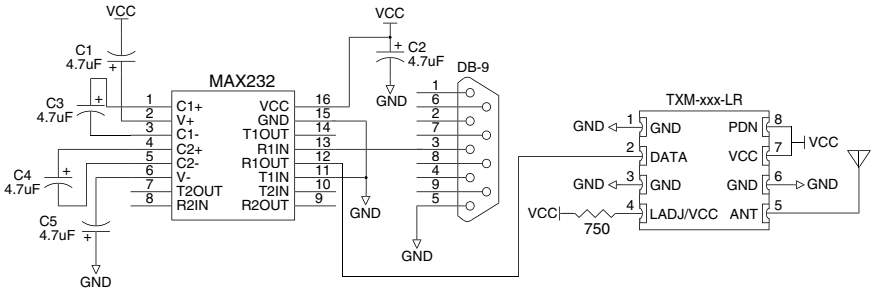 VCC
C1
4.7uF
+
C3
4.7uF
+
C4
4.7uF
+
C5
4.7uF
+
GND
MAX232
1 C1+ VCC 16
2 V+ GND 15
3 C1- T1OUT 14
4 C2+ R1IN 13
5 C2- R1OUT 12
6 V- T1IN 11
7 T2OUT T2IN 10
8 R2IN R2OUT 9
VCC
+
C2
4.7uF
GND
GND
DB-9
1
6
2
7
3
8
4
9
5
GND
TXM-xxx-LR
GND 1 GND PDN 8
2 DATA VCC 7 VCC
GND 3 GND GND 6 GND
VCC 750 4 LADJ/VCC ANT 5